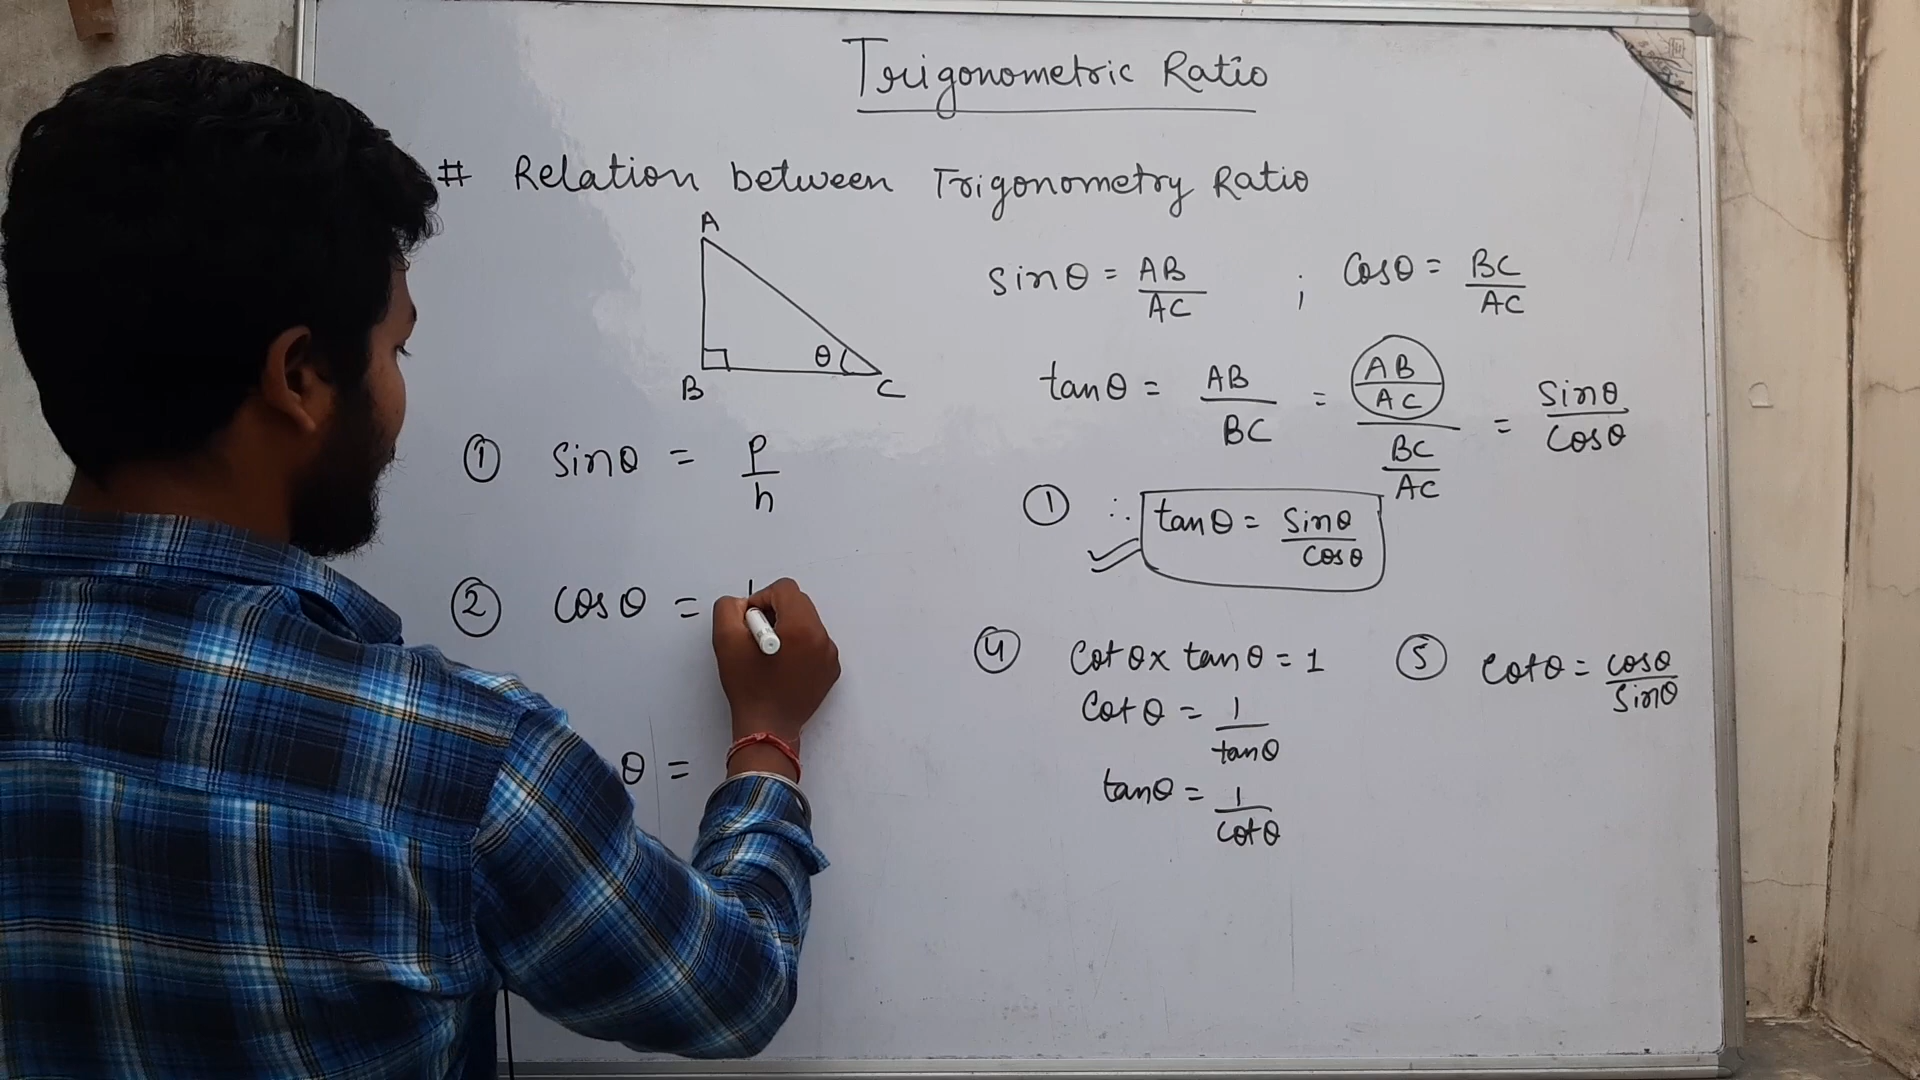 Trigonometric Ratio
# Relation between Trigonometry Ratio
A
B
C
θ
① sinθ = p/h
② cosθ =
θ =
sinθ = AB/AC ; cosθ = BC/AC
tanθ = AB/BC = (AB/AC)/(BC/AC) = sinθ/cosθ
① ∴ tanθ = sinθ/cosθ
④ cotθ x tanθ = 1
cotθ = 1/tanθ
tanθ = 1/cotθ
⑤ cotθ = cosθ/sinθ